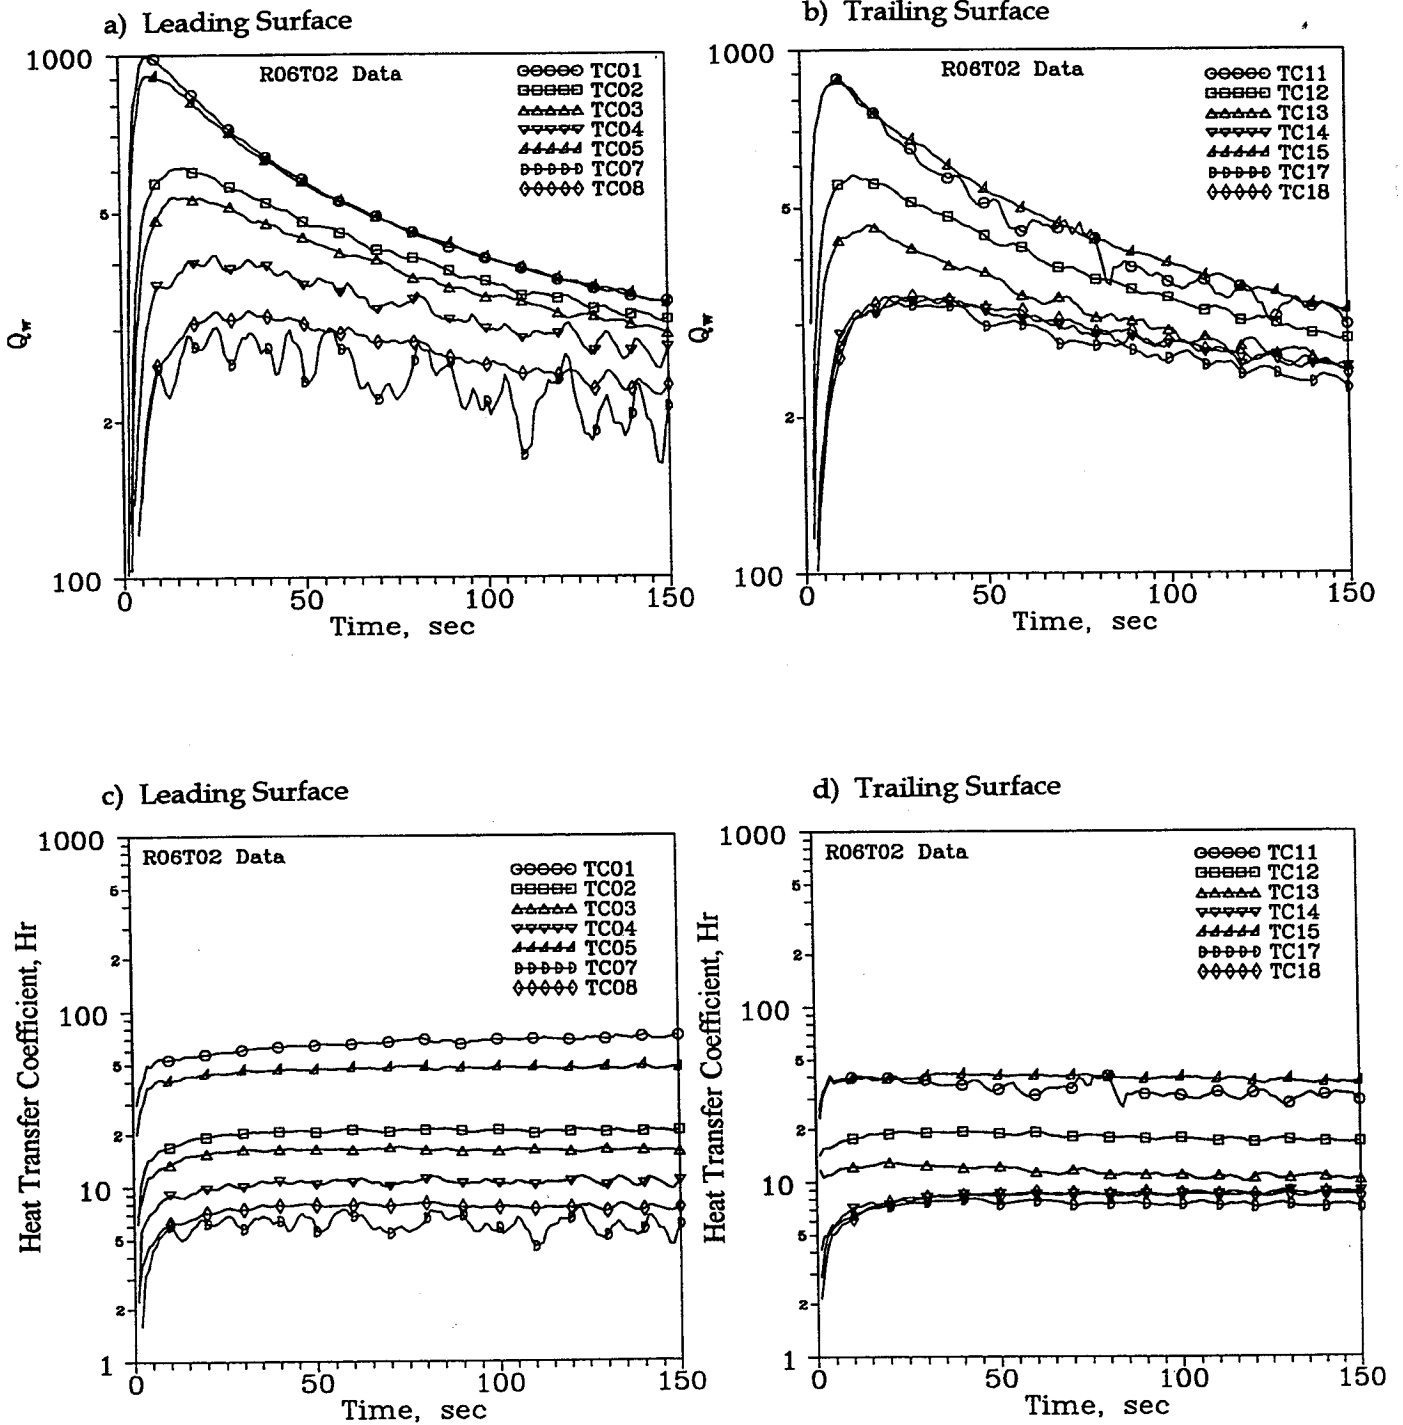 a) Leading Surface
1000
5
2
100
Qw
R06T02 Data
TC01
TC02
TC03
TC04
TC05
TC07
TC08
0 50 100 150
Time, sec
b) Trailing Surface
1000
5
2
100
Qw
R06T02 Data
TC11
TC12
TC13
TC14
TC15
TC17
TC18
0 50 100 150
Time, sec
c) Leading Surface
1000
5
2
100
5
2
10
5
2
1
Heat Transfer Coefficient, Hr
R06T02 Data
TC01
TC02
TC03
TC04
TC05
TC07
TC08
0 50 100 150
Time, sec
d) Trailing Surface
1000
5
2
100
5
2
10
5
2
1
Heat Transfer Coefficient, Hr
R06T02 Data
TC11
TC12
TC13
TC14
TC15
TC17
TC18
0 50 100 150
Time, sec